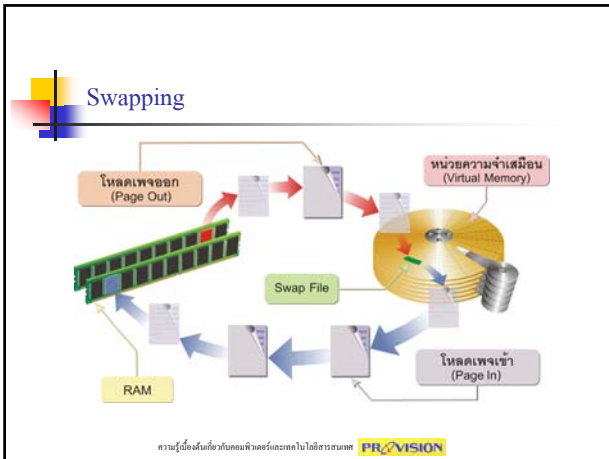 Swapping
โหลดเพจออก
(Page Out)
หน่วยความจำเสมือน
(Virtual Memory)
Swap File
โหลดเพจเข้า
(Page In)
RAM
ความรู้เบื้องต้นเกี่ยวกับคอมพิวเตอร์และเทคโนโลยีสารสนเทศ
PROVISION